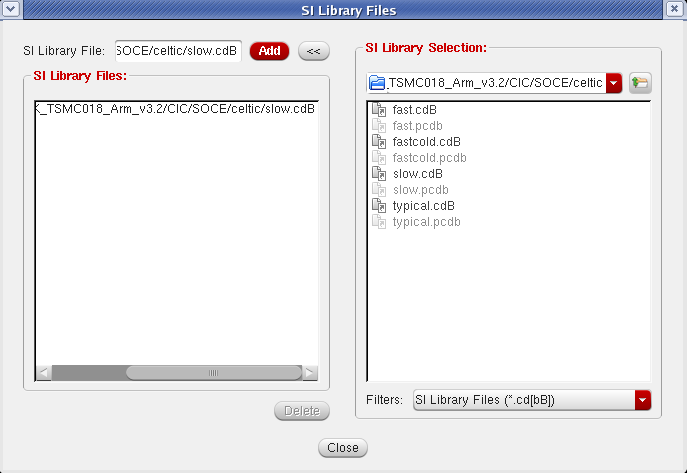 SI Library Files
SI Library File: SOCE/celtic/slow.cdB Add <<
SI Library Files:
K_TSMC018_Arm_v3.2/CIC/SOCE/celtic/slow.cdB
Delete
SI Library Selection:
_TSMC018_Arm_v3.2/CIC/SOCE/celtic
fast.cdB
fast.pcdb
fastcold.cdB
fastcold.pcdb
slow.cdB
slow.pcdb
typical.cdB
typical.pcdb
Filters: SI Library Files (*.cd[bB])
Close